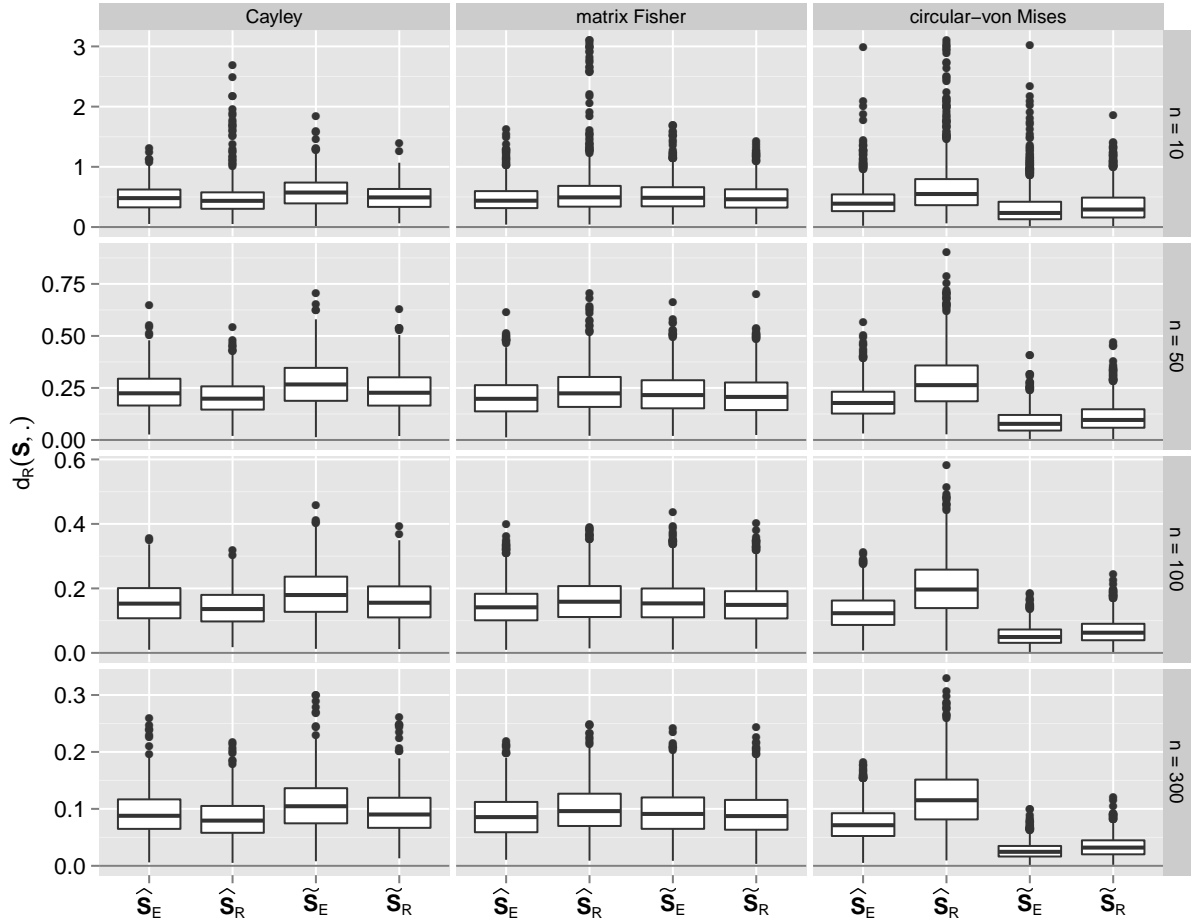 Cayley matrix Fisher circular−von Mises
3
2
1
0
n = 10
0.75
0.50
0.25
0.00
n = 50
d_R(S, .)
0.6
0.4
0.2
0.0
n = 100
0.3
0.2
0.1
0.0
n = 300
Ŝ_E Ŝ_R S̃_E S̃_R Ŝ_E Ŝ_R S̃_E S̃_R Ŝ_E Ŝ_R S̃_E S̃_R